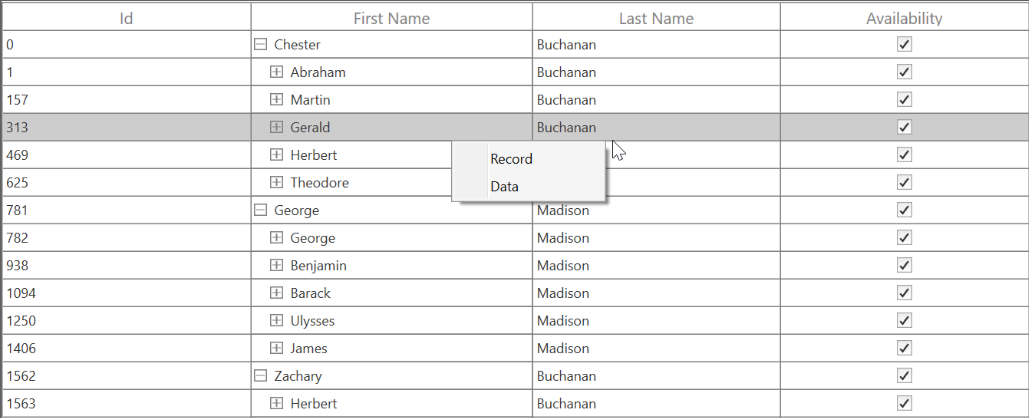 Id First Name Last Name Availability
0 Chester Buchanan
1 Abraham Buchanan
157 Martin Buchanan
313 Gerald Buchanan
469 Herbert
Record
625 Theodore
Data
781 George Madison
782 George Madison
938 Benjamin Madison
1094 Barack Madison
1250 Ulysses Madison
1406 James Madison
1562 Zachary Buchanan
1563 Herbert Buchanan